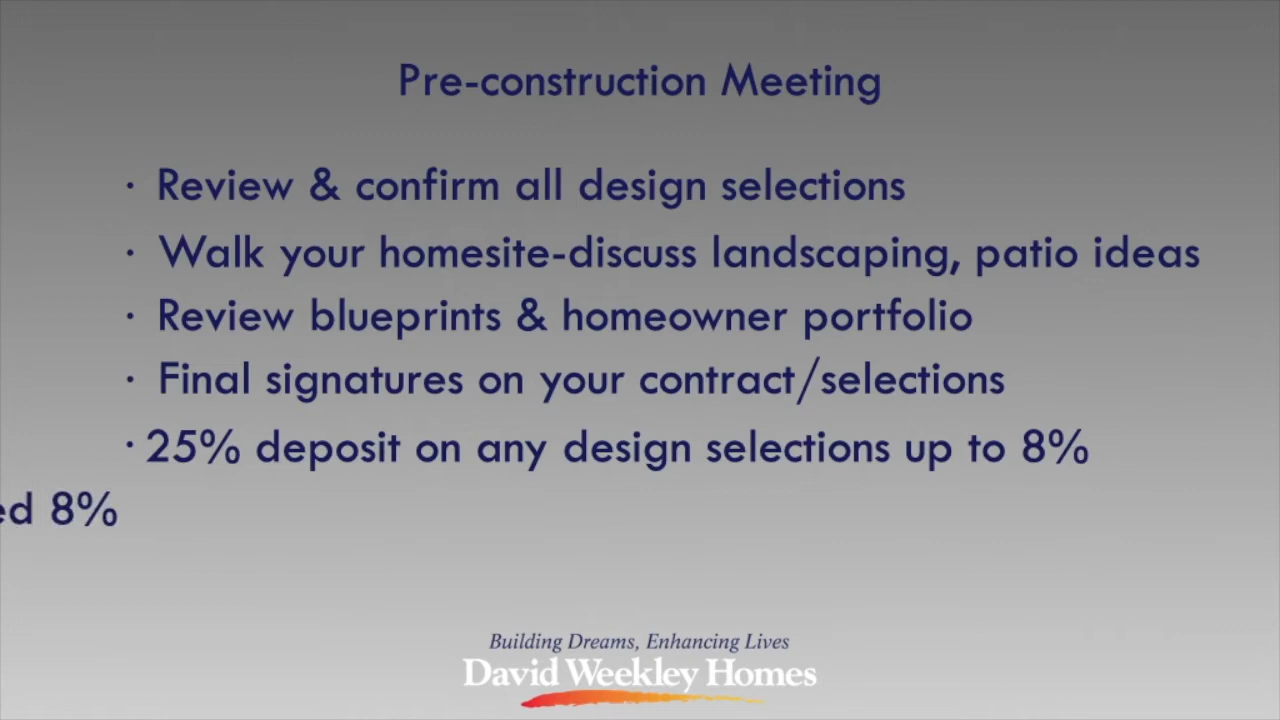 Pre-construction Meeting
· Review & confirm all design selections
· Walk your homesite-discuss landscaping, patio ideas
· Review blueprints & homeowner portfolio
· Final signatures on your contract/selections
· 25% deposit on any design selections up to 8%
ed 8%
Building Dreams, Enhancing Lives
David Weekley Homes